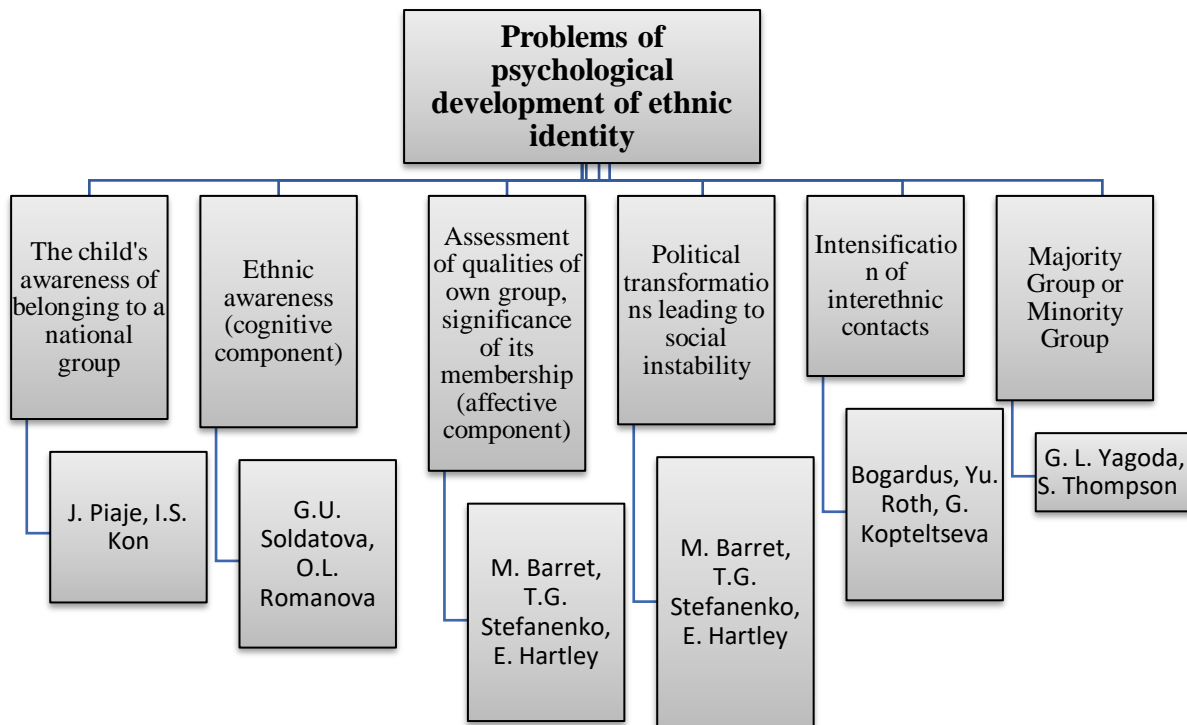 Problems of
psychological
development of ethnic
identity
The child's
awareness of
belonging to a
national
group
Ethnic
awareness
(cognitive
component)
Assessment
of qualities of
own group,
significance
of its
membership
(affective
component)
Political
transformatio
ns leading to
social
instability
Intensificatio
n of
interethnic
contacts
Majority
Group or
Minority
Group
J. Piaje, I.S.
Kon
G.U.
Soldatova,
O.L.
Romanova
M. Barret,
T.G.
Stefanenko,
E. Hartley
M. Barret,
T.G.
Stefanenko,
E. Hartley
Bogardus, Yu.
Roth, G.
Kopteltseva
G. L. Yagoda,
S. Thompson